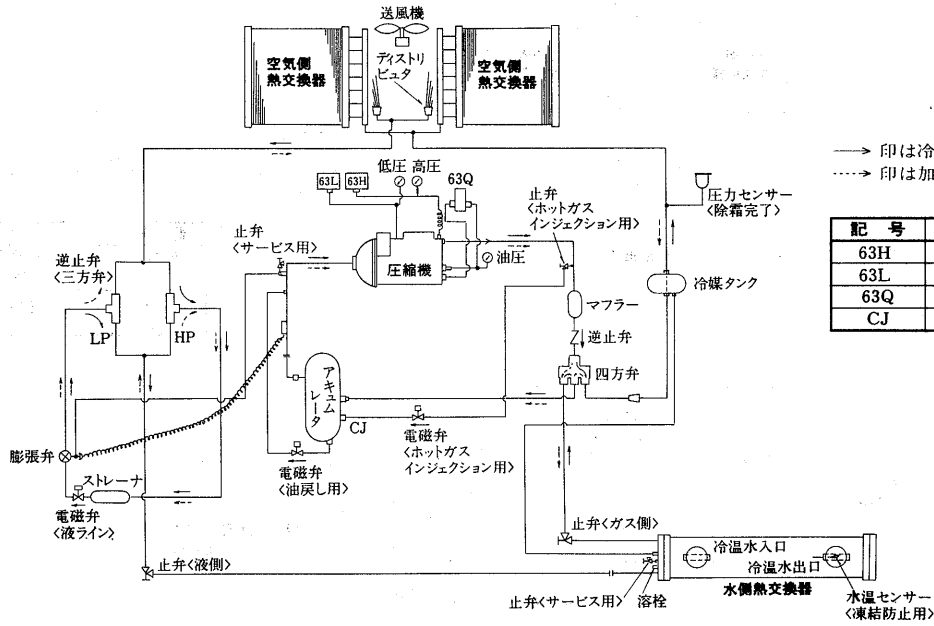 送風機
空気側
熱交換器
ディストリ
ビュタ
空気側
熱交換器
低圧 高圧
63L
63H
63Q
止弁
〈サービス用〉
圧縮機
油圧
止弁
〈ホットガス
インジェクション用〉
マフラー
逆止弁
四方弁
圧力センサー
〈除霜完了〉
冷媒タンク
印は冷
印は加
記 号
63H
63L
63Q
CJ
逆止弁
〈三方弁〉
LP
HP
アキュム
レータ
CJ
電磁弁
〈ホットガス
インジェクション用〉
電磁弁
〈油戻し用〉
膨張弁
ストレーナ
電磁弁
〈液ライン〉
止弁〈液側〉
止弁〈ガス側〉
冷温水入口
冷温水出口
水側熱交換器
止弁〈サービス用〉
溶栓
水温センサー
〈凍結防止用〉